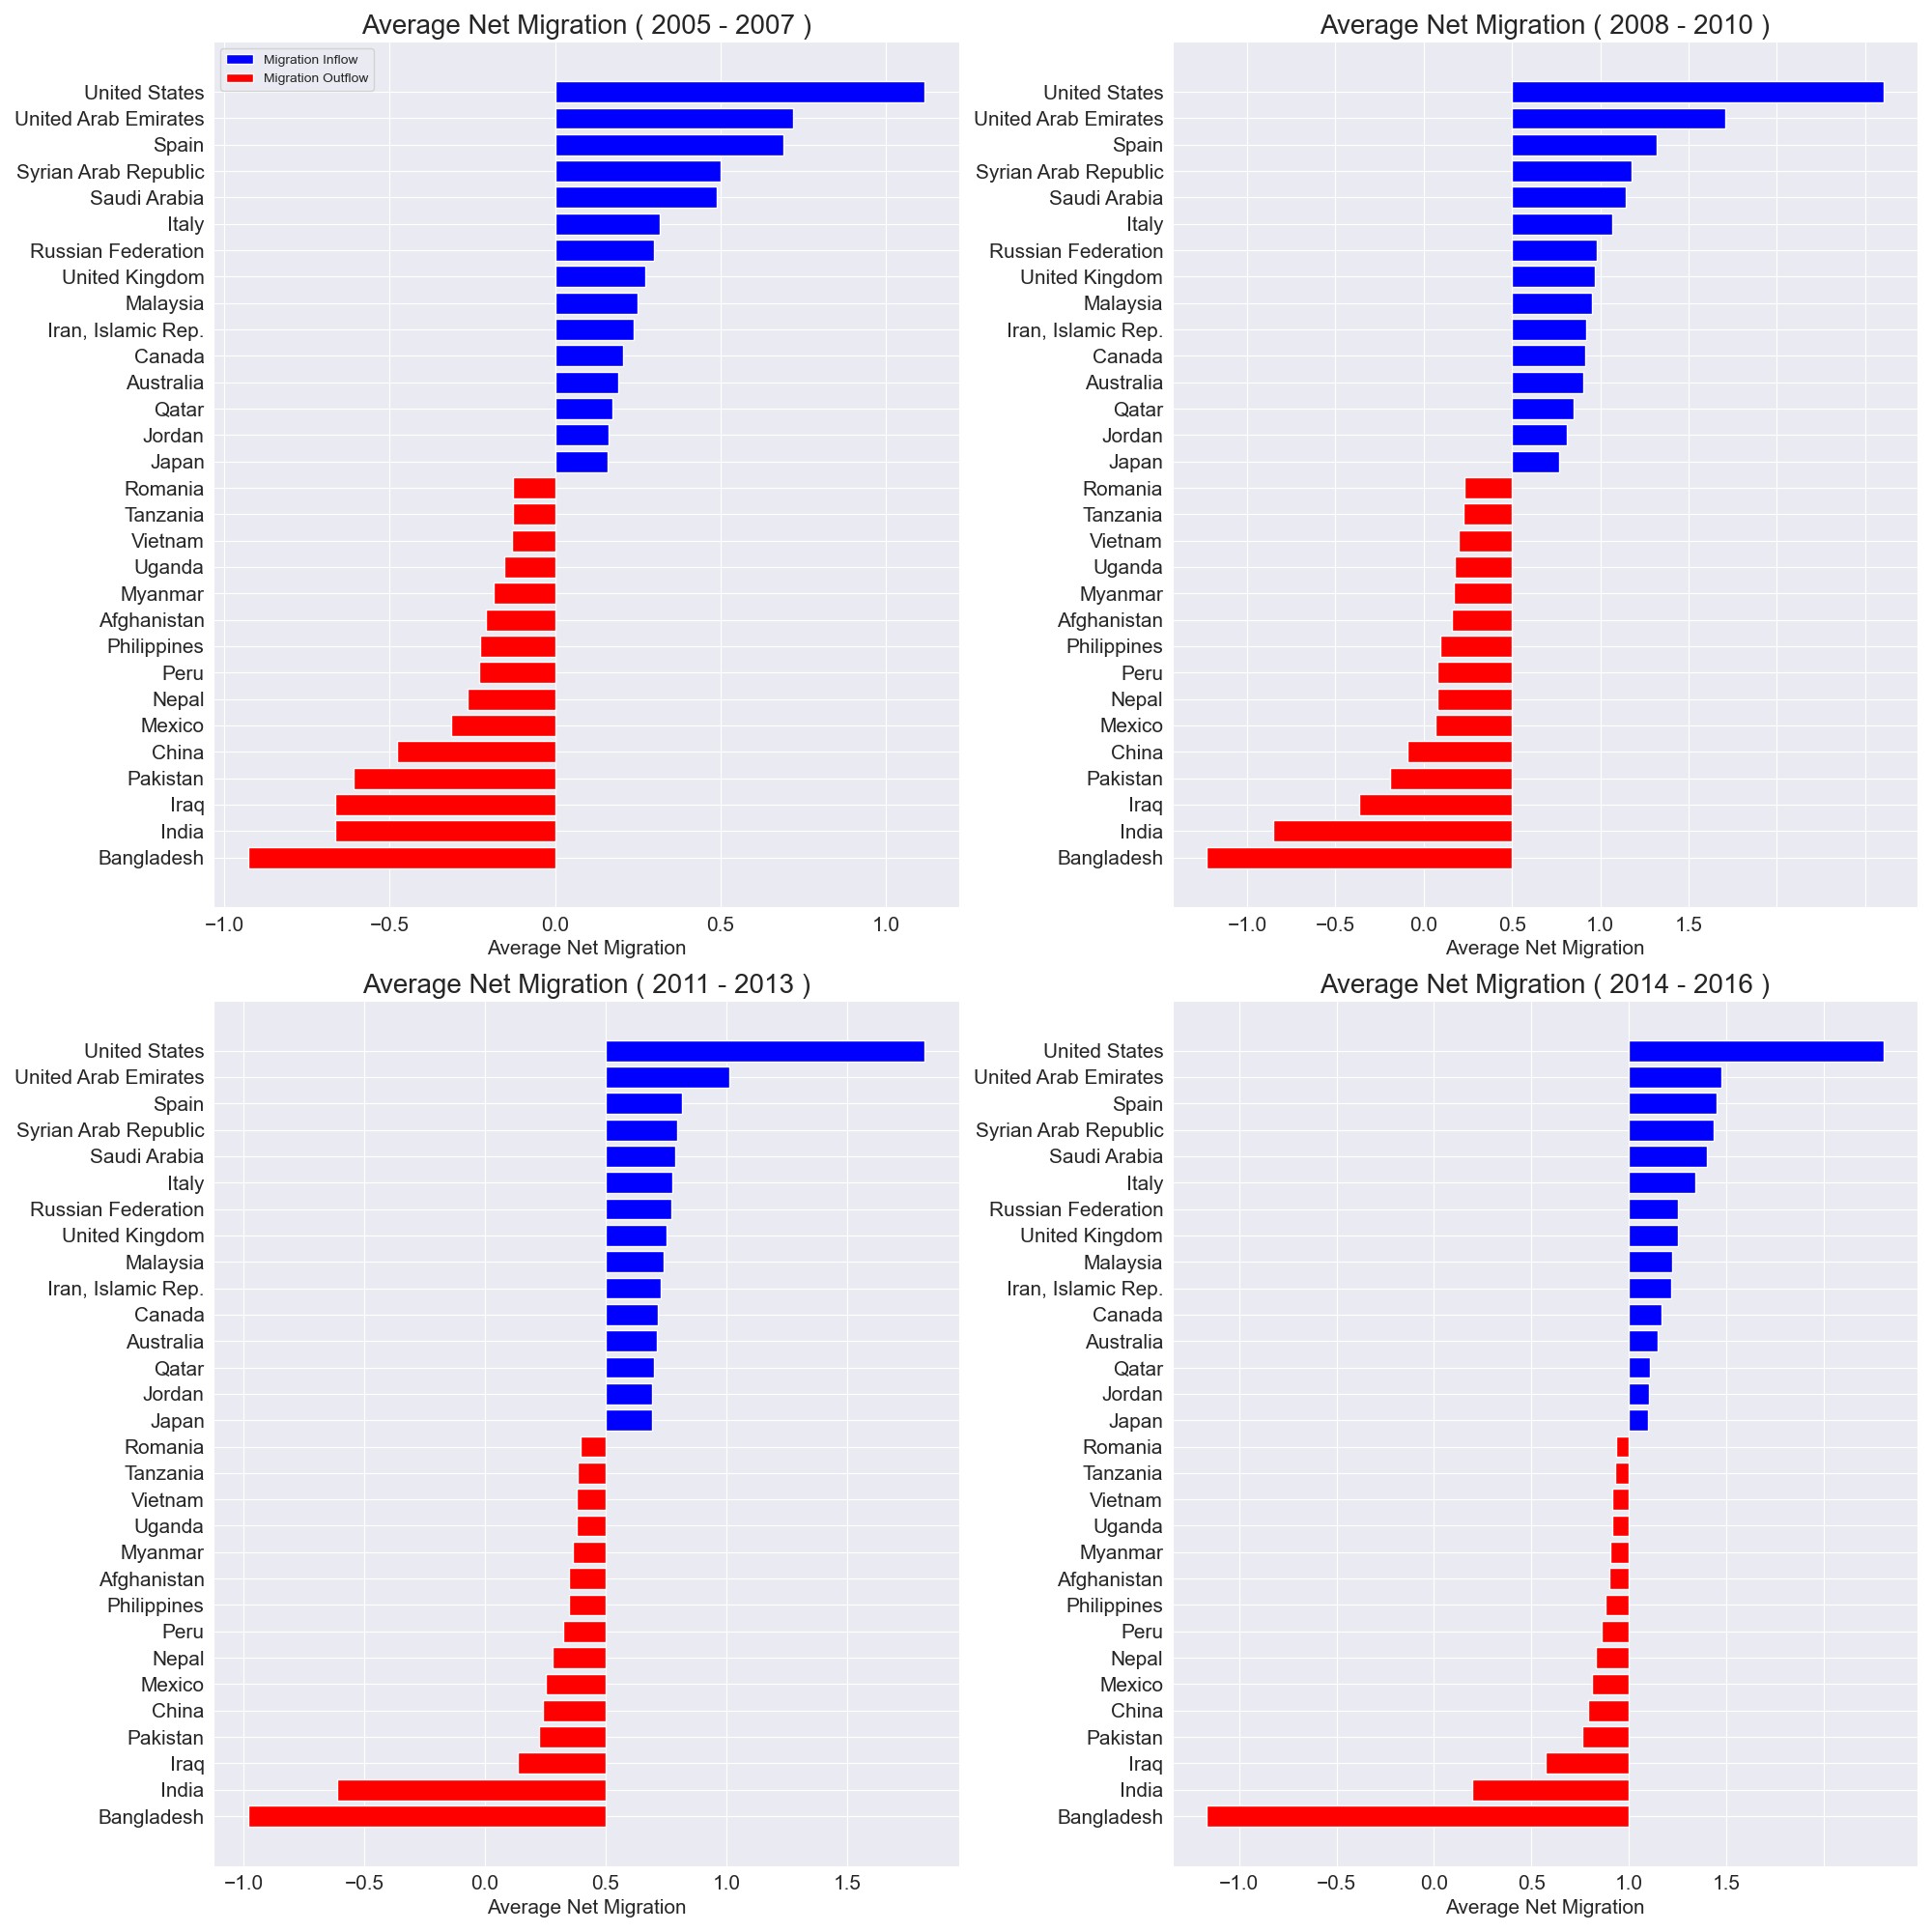 Average Net Migration ( 2005 - 2007 )
Migration Inflow
Migration Outflow
United States
United Arab Emirates
Spain
Syrian Arab Republic
Saudi Arabia
Italy
Russian Federation
United Kingdom
Malaysia
Iran, Islamic Rep.
Canada
Australia
Qatar
Jordan
Japan
Romania
Tanzania
Vietnam
Uganda
Myanmar
Afghanistan
Philippines
Peru
Nepal
Mexico
China
Pakistan
Iraq
India
Bangladesh
−1.0 −0.5 0.0 0.5 1.0
Average Net Migration
Average Net Migration ( 2008 - 2010 )
United States
United Arab Emirates
Spain
Syrian Arab Republic
Saudi Arabia
Italy
Russian Federation
United Kingdom
Malaysia
Iran, Islamic Rep.
Canada
Australia
Qatar
Jordan
Japan
Romania
Tanzania
Vietnam
Uganda
Myanmar
Afghanistan
Philippines
Peru
Nepal
Mexico
China
Pakistan
Iraq
India
Bangladesh
−1.0 −0.5 0.0 0.5 1.0 1.5
Average Net Migration
Average Net Migration ( 2011 - 2013 )
United States
United Arab Emirates
Spain
Syrian Arab Republic
Saudi Arabia
Italy
Russian Federation
United Kingdom
Malaysia
Iran, Islamic Rep.
Canada
Australia
Qatar
Jordan
Japan
Romania
Tanzania
Vietnam
Uganda
Myanmar
Afghanistan
Philippines
Peru
Nepal
Mexico
China
Pakistan
Iraq
India
Bangladesh
−1.0 −0.5 0.0 0.5 1.0 1.5
Average Net Migration
Average Net Migration ( 2014 - 2016 )
United States
United Arab Emirates
Spain
Syrian Arab Republic
Saudi Arabia
Italy
Russian Federation
United Kingdom
Malaysia
Iran, Islamic Rep.
Canada
Australia
Qatar
Jordan
Japan
Romania
Tanzania
Vietnam
Uganda
Myanmar
Afghanistan
Philippines
Peru
Nepal
Mexico
China
Pakistan
Iraq
India
Bangladesh
−1.0 −0.5 0.0 0.5 1.0 1.5
Average Net Migration